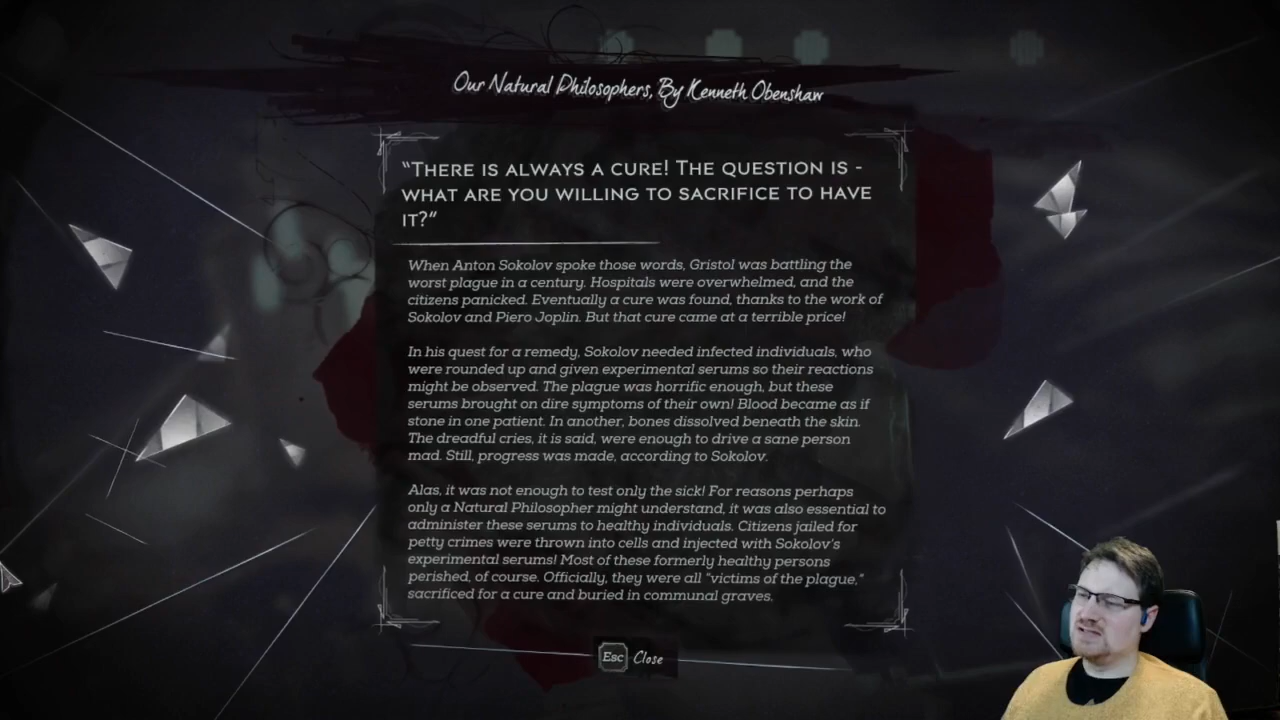 Our Natural Philosophers, By Kenneth Obenshaw
"THERE IS ALWAYS A CURE! THE QUESTION IS -
WHAT ARE YOU WILLING TO SACRIFICE TO HAVE
IT?"
When Anton Sokolov spoke those words, Gristol was battling the
worst plague in a century. Hospitals were overwhelmed, and the
citizens panicked. Eventually a cure was found, thanks to the work of
Sokolov and Piero Joplin. But that cure came at a terrible price!
In his quest for a remedy, Sokolov needed infected individuals, who
were rounded up and given experimental serums so their reactions
might be observed. The plague was horrific enough, but these
serums brought on dire symptoms of their own! Blood became as if
stone in one patient. In another, bones dissolved beneath the skin.
The dreadful cries, it is said, were enough to drive a sane person
mad. Still, progress was made, according to Sokolov.
Alas, it was not enough to test only the sick! For reasons perhaps
only a Natural Philosopher might understand, it was also essential to
administer these serums to healthy individuals. Citizens jailed for
petty crimes were thrown into cells and injected with Sokolov's
experimental serums! Most of these formerly healthy persons
perished, of course. Officially, they were all "victims of the plague,"
sacrificed for a cure and buried in communal graves.
Esc Close